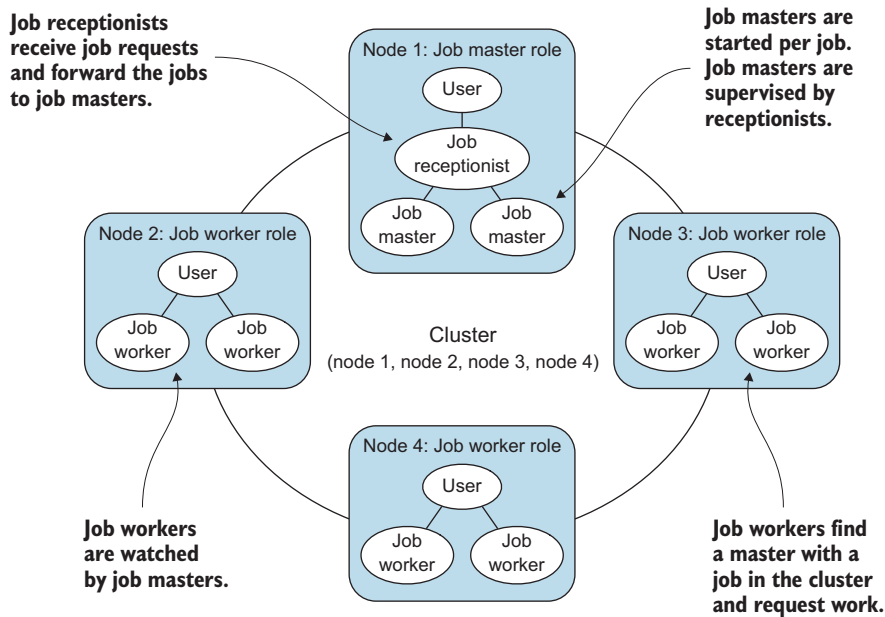 Job receptionists
receive job requests
and forward the jobs
to job masters.
Job masters are
started per job.
Job masters are
supervised by
receptionists.
Node 1: Job master role
User
Job
receptionist
Job
master
Job
master
Node 2: Job worker role
User
Job
worker
Job
worker
Cluster
(node 1, node 2, node 3, node 4)
Node 3: Job worker role
User
Job
worker
Job
worker
Node 4: Job worker role
User
Job
worker
Job
worker
Job workers
are watched
by job masters.
Job workers find
a master with a
job in the cluster
and request work.